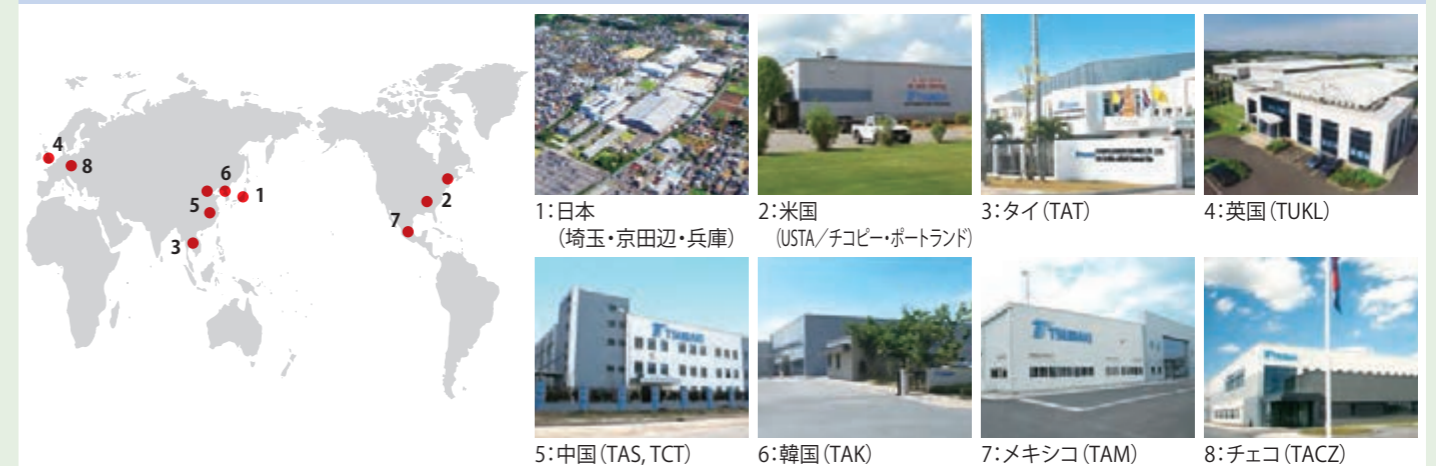 4
8
6
1
5
2
7
3
1：日本
（埼玉・京田辺・兵庫）
2：米国
（USTA／チコピー・ポートランド）
3：タイ（TAT）
4：英国（TUKL）
TSUBAKI
TSUBAKI
5：中国（TAS, TCT）
6：韓国（TAK）
7：メキシコ（TAM）
8：チェコ（TACZ）